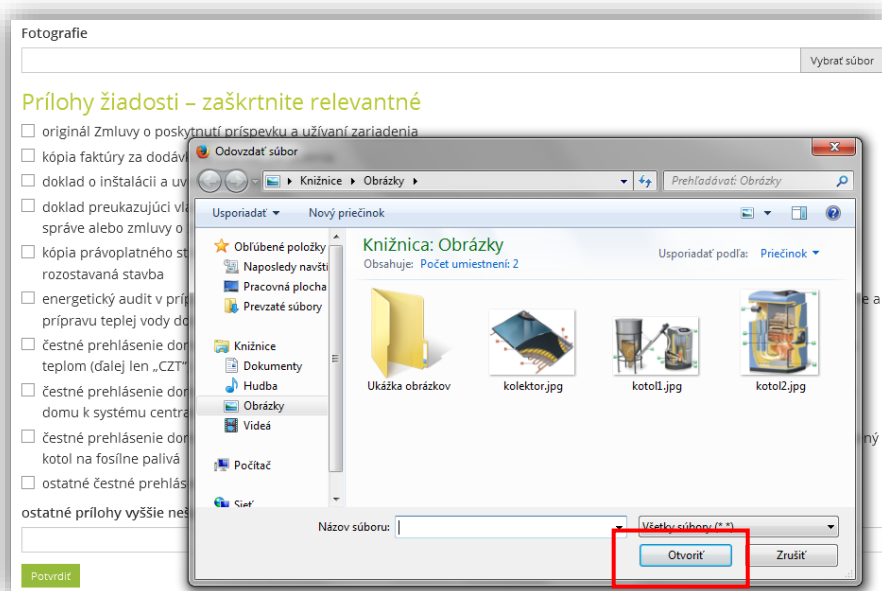 Fotografie
Vybrať súbor
Prílohy žiadosti – zaškrtnite relevantné
originál Zmluvy o poskytnutí príspevku a užívaní zariadenia
kópia faktúry za dodáv
doklad o inštalácii a uv
doklad preukazujúci vla
správe alebo zmluvy o
kópia právoplatného st
rozostavaná stavba
energetický audit v príp
e a
prípravu teplej vody do
čestné prehlásenie dor
teplom (ďalej len „CZT"
čestné prehlásenie dor
domu k systému centra
čestné prehlásenie dor
ný
kotol na fosílne palivá
ostatné čestné prehlás
ostatné prílohy vyššie neš
Potvrdiť
Odovzdať súbor
Knižnice
Obrázky
Prehľadávať: Obrázky
Usporiadať
Nový priečinok
Obľúbené položky
Naposledy navští
Pracovná plocha
Prevzaté súbory
Knižnice
Dokumenty
Hudba
Obrázky
Videá
Počítač
Sieť
Knižnica: Obrázky
Obsahuje: Počet umiestnení: 2
Usporiadať podľa: Priečinok
Ukážka obrázkov
kolektor.jpg
kotol1.jpg
kotol2.jpg
Názov súboru:
Všetky súbory (*.*)
Otvoriť
Zrušiť